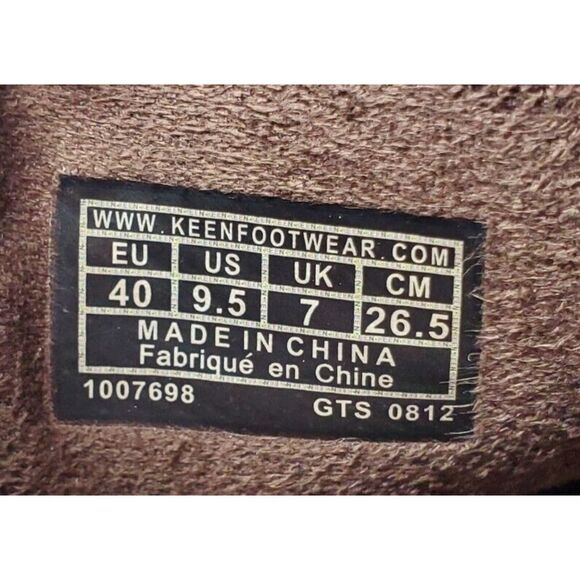 WWW.KEENFOOTWEAR.COM
EU US UK CM
40 9.5 7 26.5
MADE IN CHINA
Fabriqué en Chine
1007698 GTS 0812